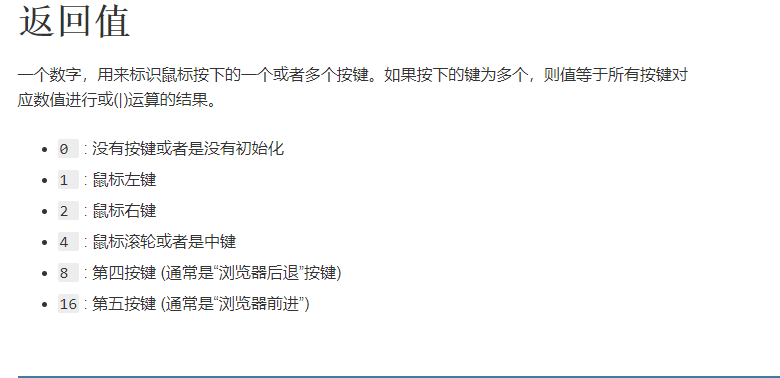 返回值
一个数字，用来标识鼠标按下的一个或者多个按键。如果按下的键为多个，则值等于所有按键对
应数值进行或(|)运算的结果。
• 0 : 没有按键或者是没有初始化
• 1 : 鼠标左键
• 2 : 鼠标右键
• 4 : 鼠标滚轮或者是中键
• 8 : 第四按键 (通常是“浏览器后退”按键)
• 16 : 第五按键 (通常是“浏览器前进”)